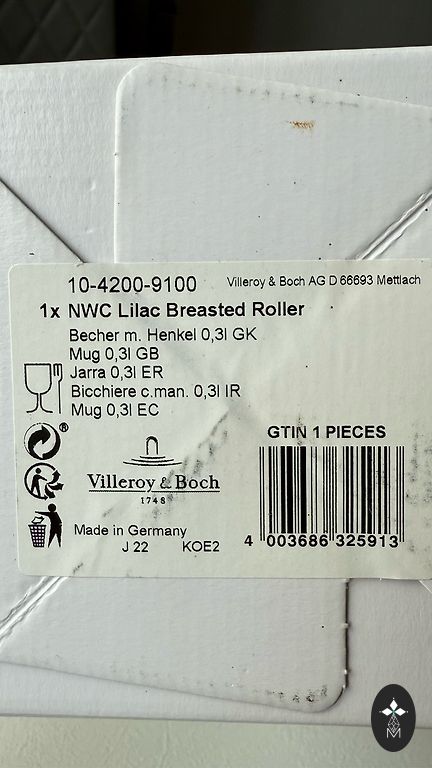 10-4200-9100 Villeroy & Boch AG D 66693 Mettlach
1x NWC Lilac Breasted Roller
Becher m. Henkel 0,3l GK
Mug 0,3l GB
Jarra 0,3l ER
Bicchiere c.man. 0,3l IR
Mug 0,3l EC
®
GTIN 1 PIECES
Villeroy & Boch
1748
Made in Germany
J 22 KOE2
4 003686 325913
M